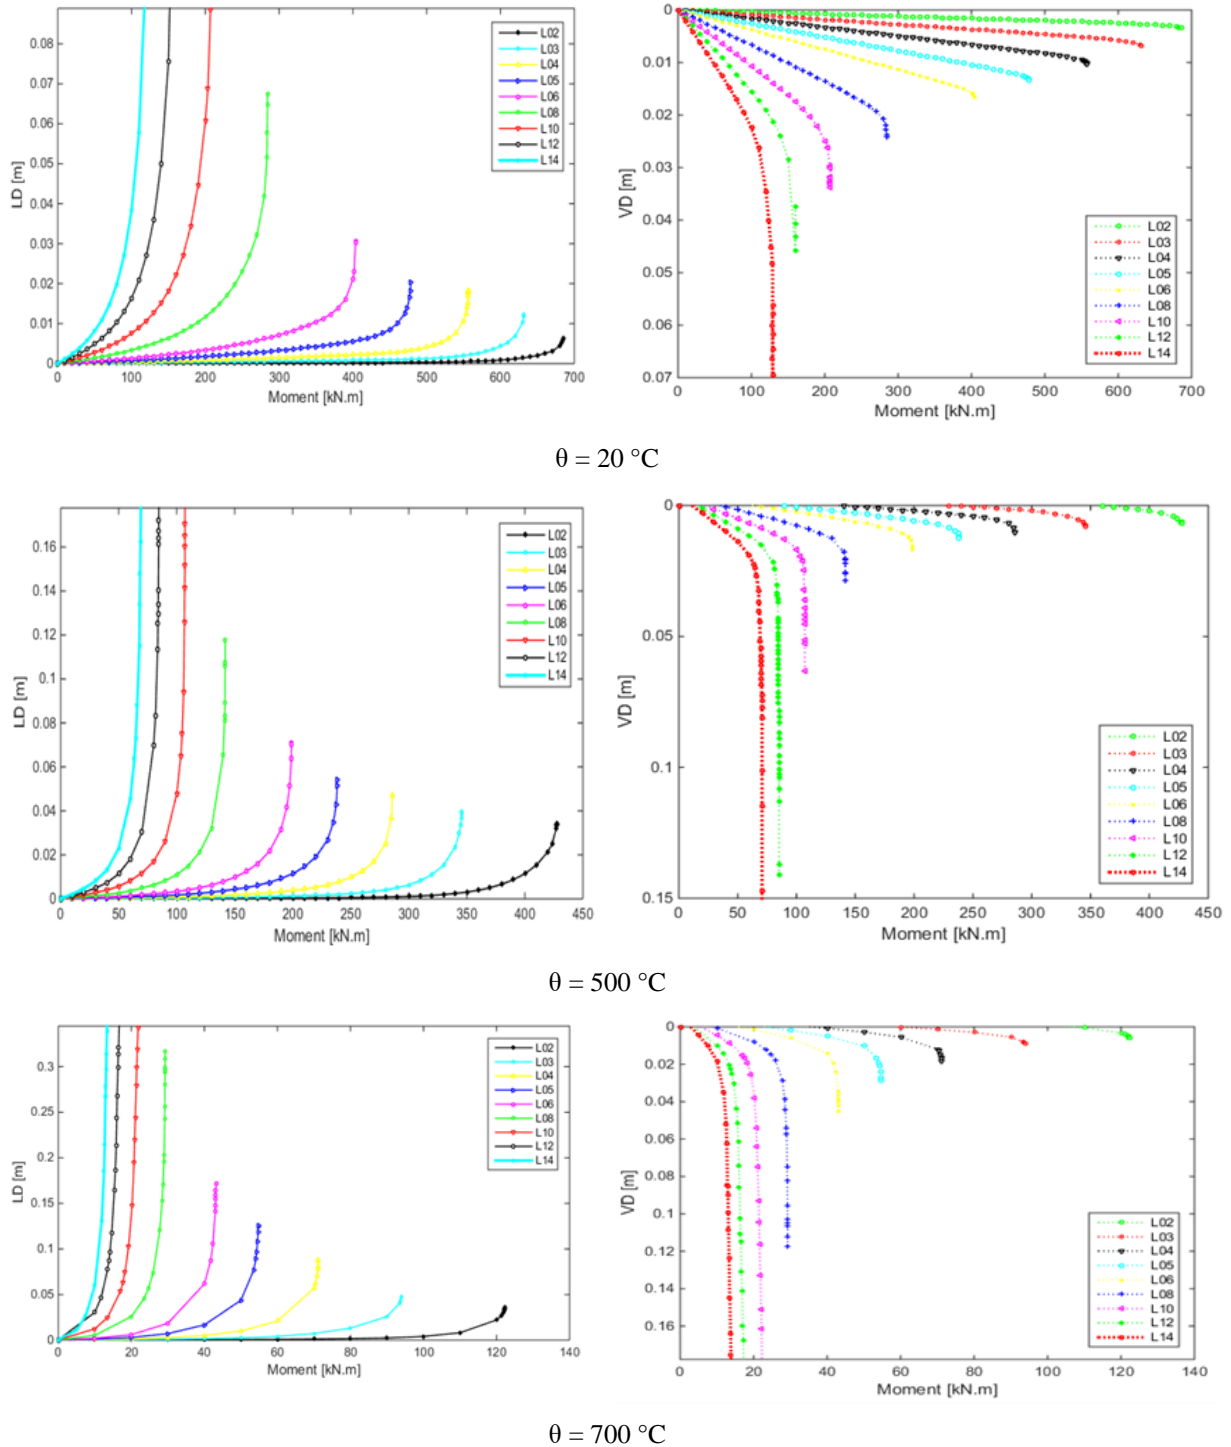 0.08
0.07
0.06
0.05
0.04
0.03
0.02
0.01
0
LD [m]
0 100 200 300 400 500 600 700
Moment [kN.m]
L02
L03
L04
L05
L06
L08
L10
L12
L14
0
0.01
0.02
0.03
0.04
0.05
0.06
0.07
VD [m]
0 100 200 300 400 500 600 700
Moment [kN.m]
L02
L03
L04
L05
L06
L08
L10
L12
L14
θ = 20 °C
0.16
0.14
0.12
0.1
0.08
0.06
0.04
0.02
0
LD [m]
0 50 100 150 200 250 300 350 400 450
Moment [kN.m]
L02
L03
L04
L05
L06
L08
L10
L12
L14
0
0.05
0.1
0.15
VD [m]
0 50 100 150 200 250 300 350 400 450
Moment [kN.m]
L02
L03
L04
L05
L06
L08
L10
L12
L14
θ = 500 °C
0.3
0.25
0.2
0.15
0.1
0.05
0
LD [m]
0 20 40 60 80 100 120 140
Moment [kN.m]
L02
L03
L04
L05
L06
L08
L10
L12
L14
0
0.02
0.04
0.06
0.08
0.1
0.12
0.14
0.16
VD [m]
0 20 40 60 80 100 120 140
Moment [kN.m]
L02
L03
L04
L05
L06
L08
L10
L12
L14
θ = 700 °C